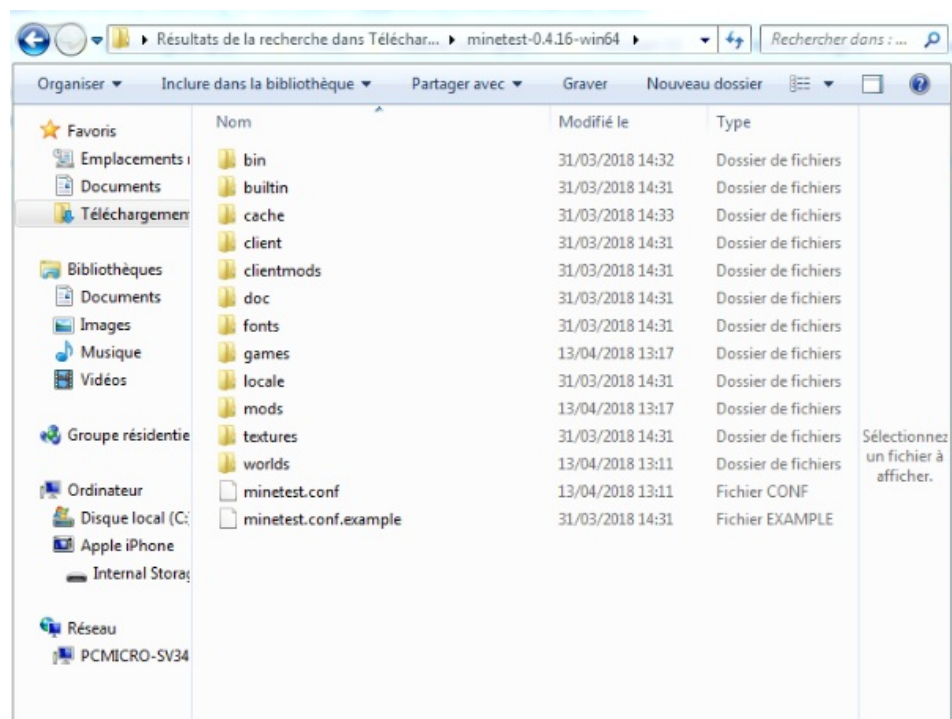 Résultats de la recherche dans Téléchar... minetest-0.4.16-win64 Rechercher dans : ...
Organiser Inclure dans la bibliothèque Partager avec Graver Nouveau dossier
Nom Modifié le Type
Favoris
Emplacements
Documents
Téléchargemen
Bibliothèques
Documents
Images
Musique
Vidéos
Groupe résidentie
Ordinateur
Disque local (C:
Apple iPhone
Internal Storag
Réseau
PCMICRO-SV34
bin 31/03/2018 14:32 Dossier de fichiers
builtin 31/03/2018 14:31 Dossier de fichiers
cache 31/03/2018 14:33 Dossier de fichiers
client 31/03/2018 14:31 Dossier de fichiers
clientmods 31/03/2018 14:31 Dossier de fichiers
doc 31/03/2018 14:31 Dossier de fichiers
fonts 31/03/2018 14:31 Dossier de fichiers
games 13/04/2018 13:17 Dossier de fichiers
locale 31/03/2018 14:31 Dossier de fichiers
mods 13/04/2018 13:17 Dossier de fichiers
textures 31/03/2018 14:31 Dossier de fichiers
worlds 13/04/2018 13:11 Dossier de fichiers
minetest.conf 13/04/2018 13:11 Fichier CONF
minetest.conf.example 31/03/2018 14:31 Fichier EXAMPLE
Sélectionnez
un fichier à
afficher.